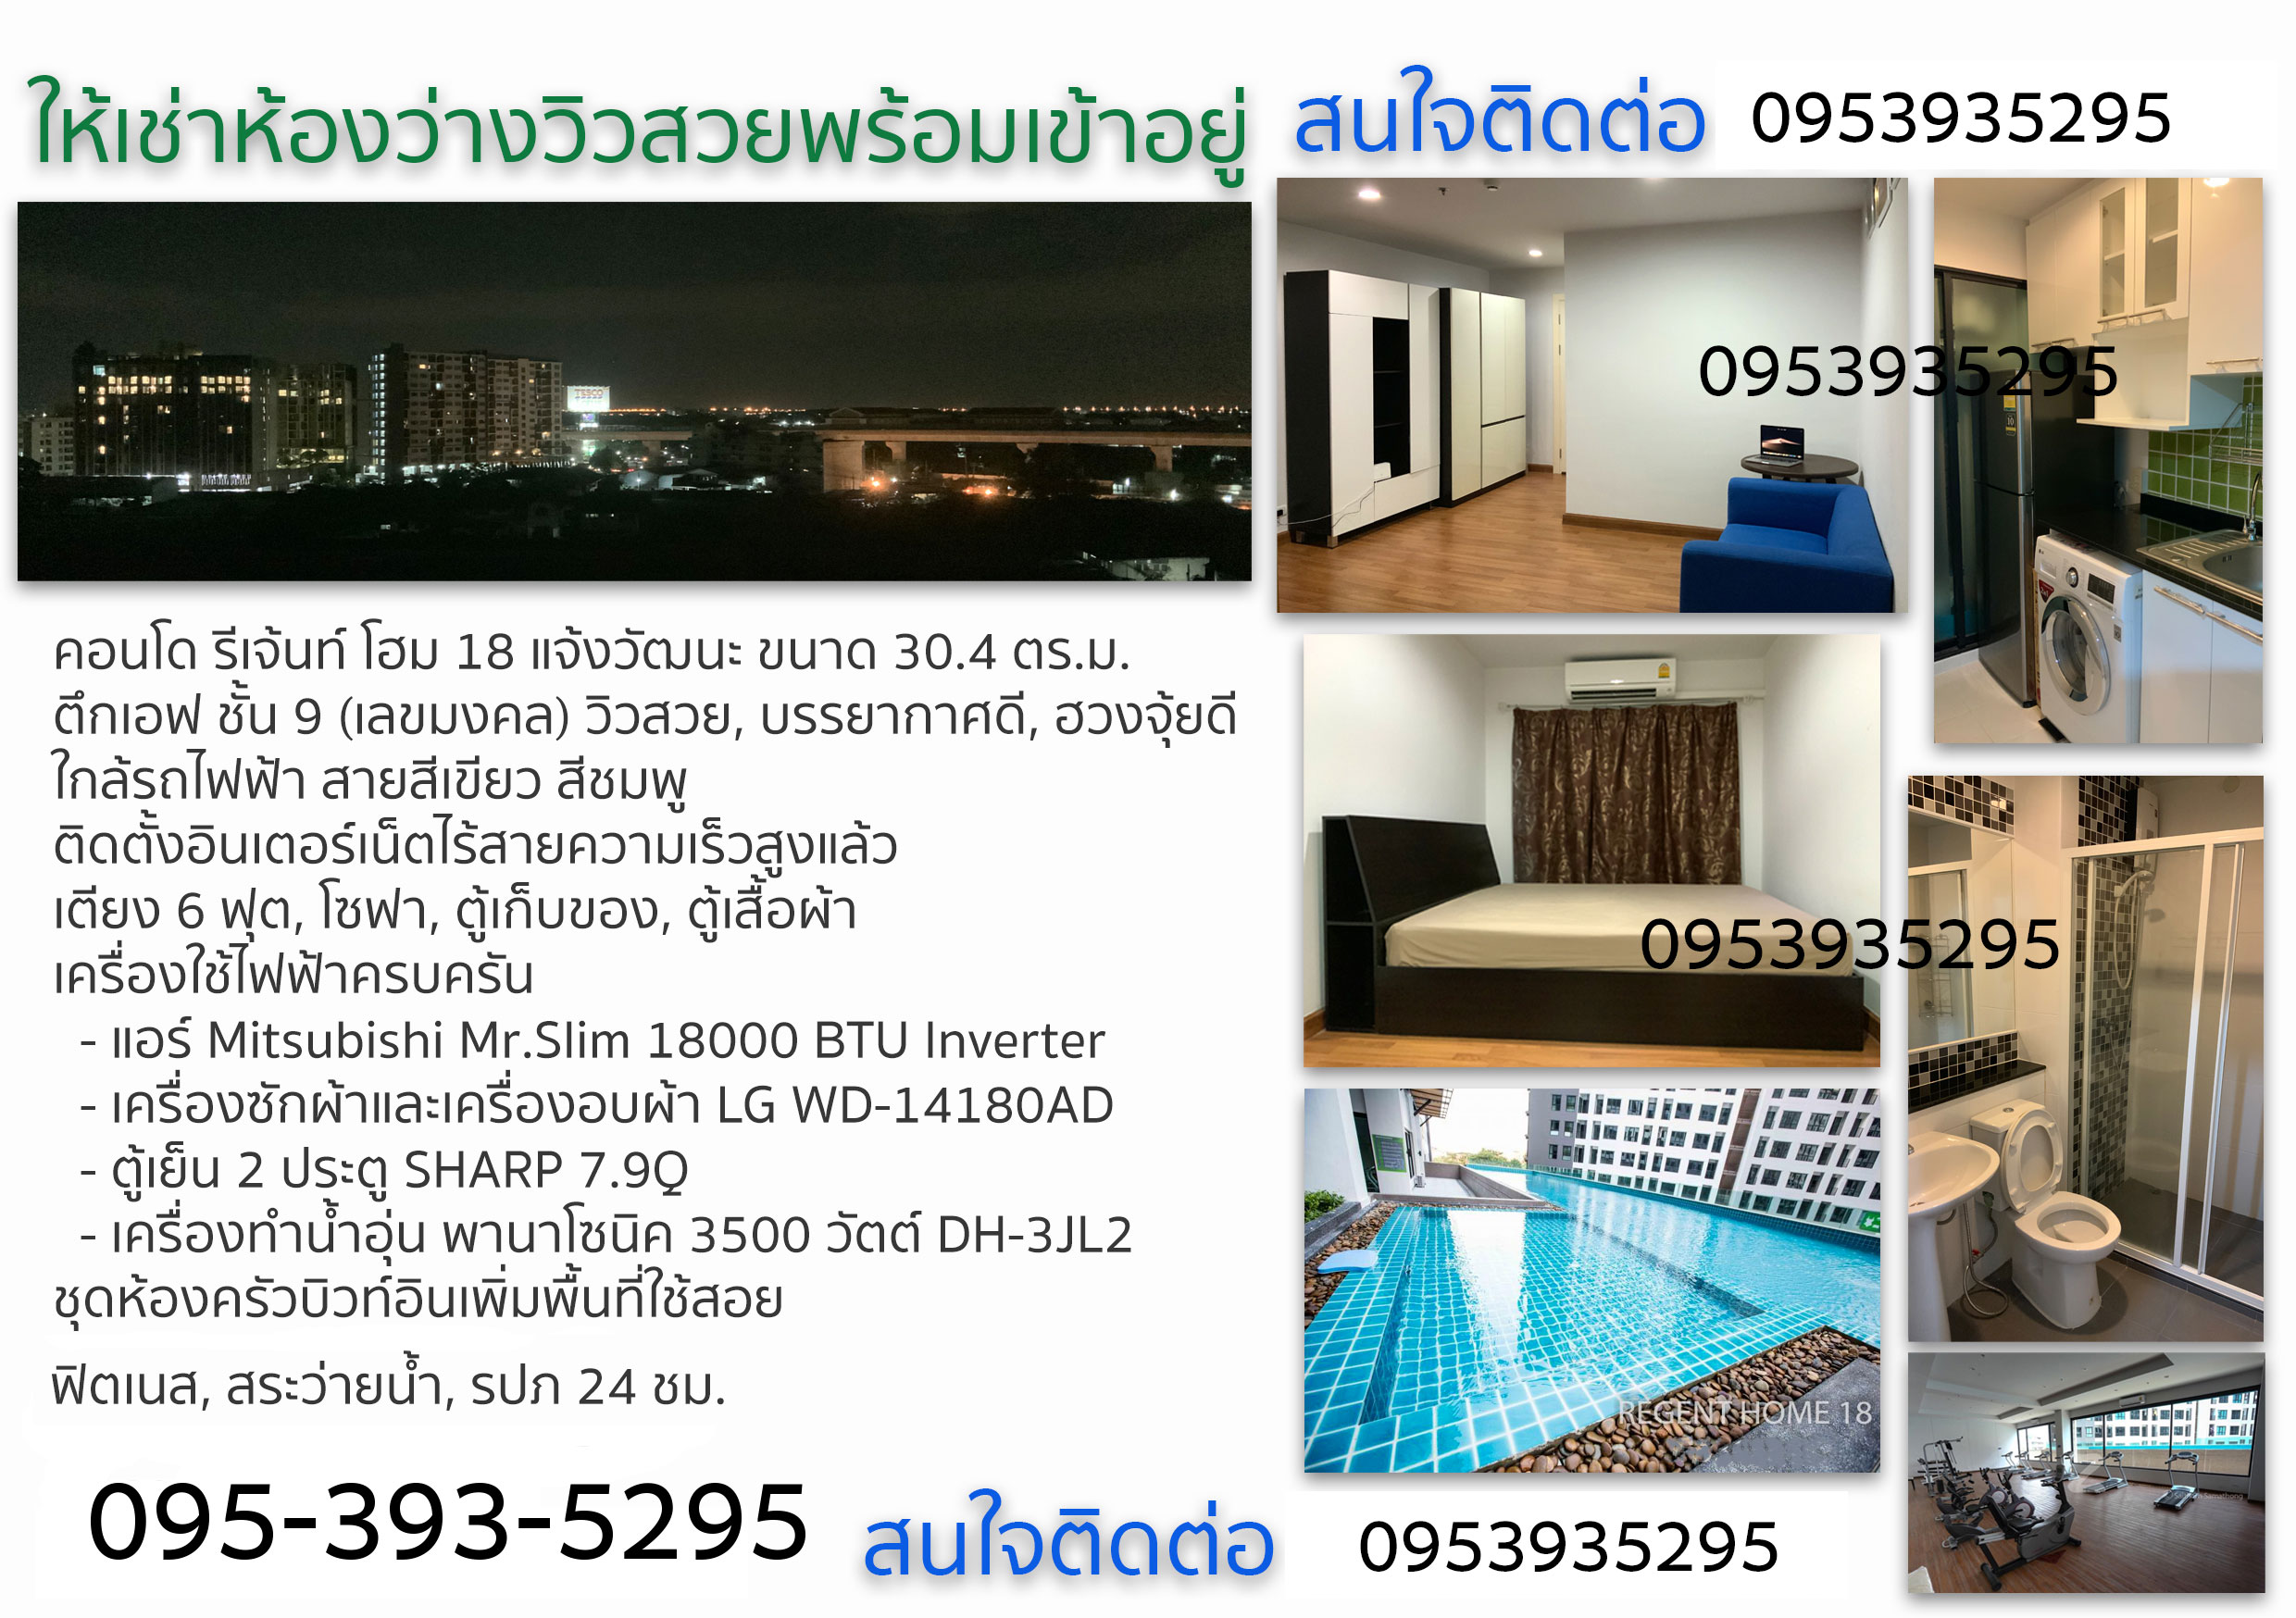 ให้เช่าห้องว่างวิวสวยพร้อมเข้าอยู่
สนใจติดต่อ 0953935295
0953935295
คอนโด รีเจ้นท์ โฮม 18 แจ้งวัฒนะ ขนาด 30.4 ตร.ม.
ตึกเอฟ ชั้น 9 (เลขมงคล) วิวสวย, บรรยากาศดี, ฮวงจุ้ยดี
ใกล้รถไฟฟ้า สายสีเขียว สีชมพู
ติดตั้งอินเตอร์เน็ตไร้สายความเร็วสูงแล้ว
เตียง 6 ฟุต, โซฟา, ตู้เก็บของ, ตู้เสื้อผ้า
เครื่องใช้ไฟฟ้าครบครัน
- แอร์ Mitsubishi Mr.Slim 18000 BTU Inverter
- เครื่องซักผ้าและเครื่องอบผ้า LG WD-14180AD
- ตู้เย็น 2 ประตู SHARP 7.9Q
- เครื่องทำน้ำอุ่น พานาโซนิค 3500 วัตต์ DH-3JL2
ชุดห้องครัวบิวท์อินเพิ่มพื้นที่ใช้สอย
ฟิตเนส, สระว่ายน้ำ, รปภ 24 ชม.
0953935295
REGENT HOME 18
095-393-5295
สนใจติดต่อ 0953935295